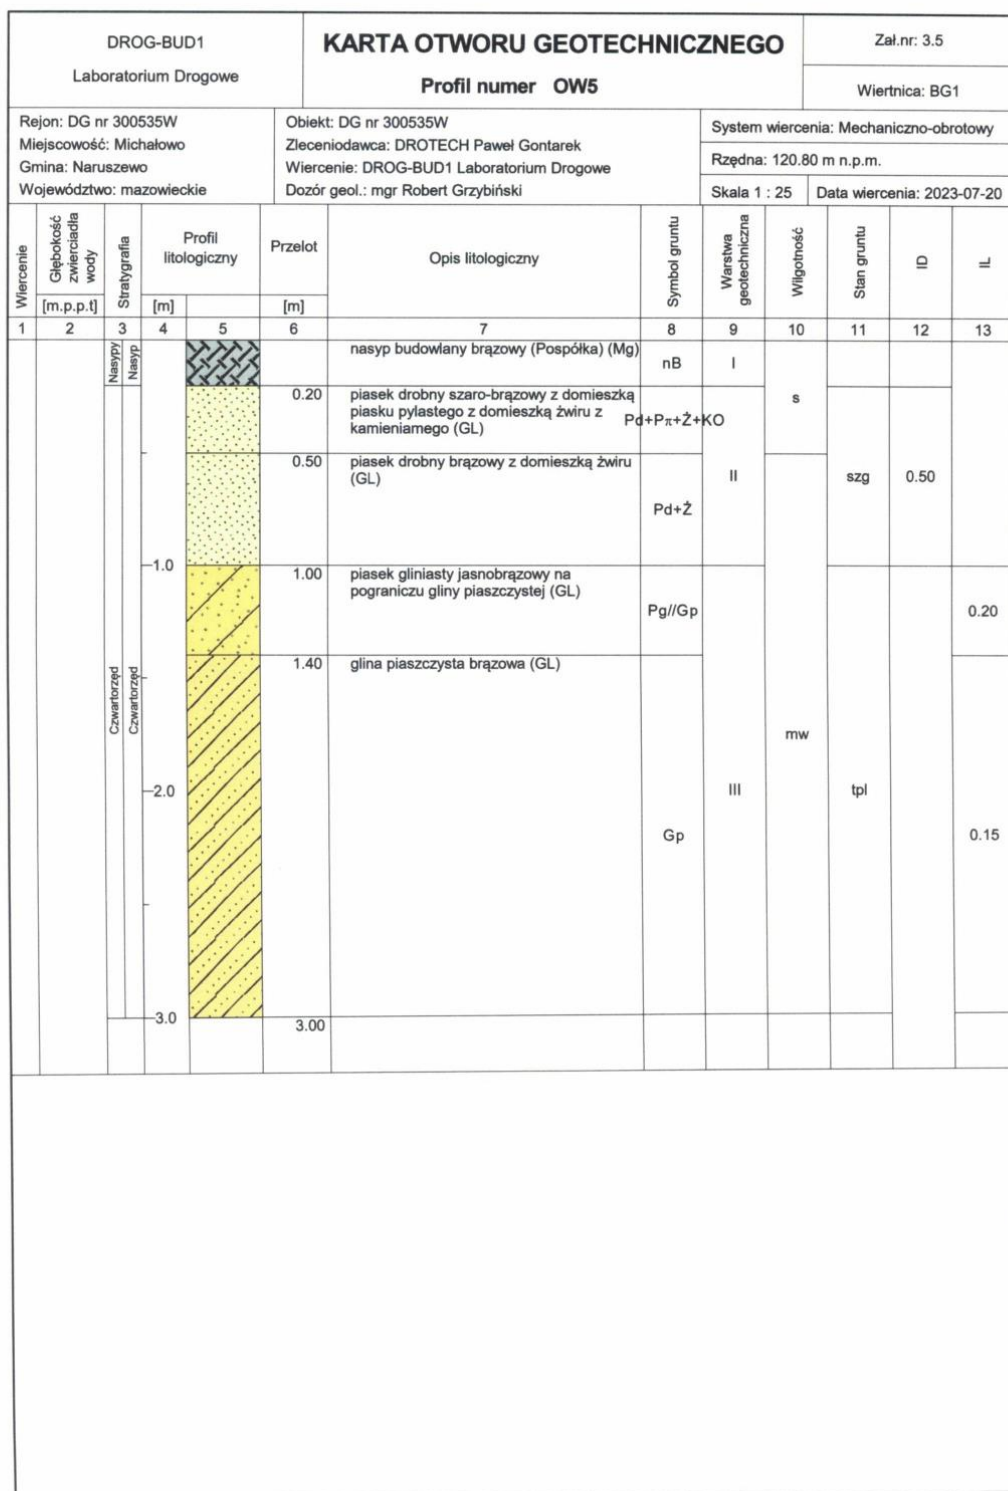 DROG-BUD1
Laboratorium Drogowe
KARTA OTWORU GEOTECHNICZNEGO
Profil numer OW5
Zał.nr: 3.5
Wiertnica: BG1
Rejon: DG nr 300535W
Miejscowość: Michałowo
Gmina: Naruszewo
Województwo: mazowieckie
Obiekt: DG nr 300535W
Zleceniodawca: DROTECH Paweł Gontarek
Wiercenie: DROG-BUD1 Laboratorium Drogowe
Dozór geol.: mgr Robert Grzybiński
System wiercenia: Mechaniczno-obrotowy
Rzędna: 120.80 m n.p.m.
Skala 1 : 25
Data wiercenia: 2023-07-20
Wiercenie
Głębokość
zwierciadła
wody
[m.p.p.t]
Stratygrafia
Profil
litologiczny
[m]
Przelot
[m]
Opis litologiczny
Symbol gruntu
Warstwa
geotechniczna
Wilgotność
Stan gruntu
ID
IL
1 2 3 4 5 6 7 8 9 10 11 12 13
Nasypy
Nasyp
nasyp budowlany brązowy (Pospółka) (Mg)
nB
I
0.20
piasek drobny szaro-brązowy z domieszką
piasku pylastego z domieszką żwiru z
kamieniamego (GL)
Pd+Pπ+Ż+KO
s
0.50
piasek drobny brązowy z domieszką żwiru
(GL)
Pd+Ż
II
szg
0.50
1.0
1.00
piasek gliniasty jasnobrązowy na
pograniczu gliny piaszczystej (GL)
Pg//Gp
0.20
1.40
glina piaszczysta brązowa (GL)
Czwartorzęd
Czwartorzęd
mw
2.0
III
tpl
Gp
0.15
3.0
3.00